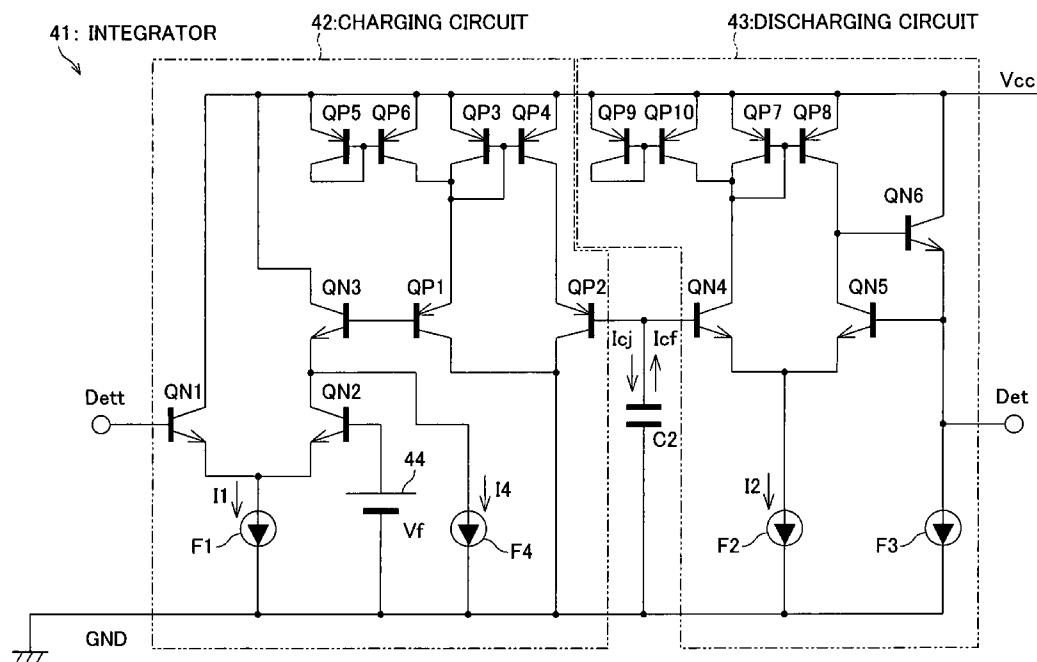 41: INTEGRATOR
42:CHARGING CIRCUIT
43:DISCHARGING CIRCUIT
Vcc
QP5 QP6 QP3 QP4 QP9 QP10 QP7 QP8
QN6
QN3 QP1 QP2 QN4 QN5
Icj Icf
Dett QN1 QN2 C2 Det
44
I1 I4 I2
Vf
F1 F4 F2 F3
GND